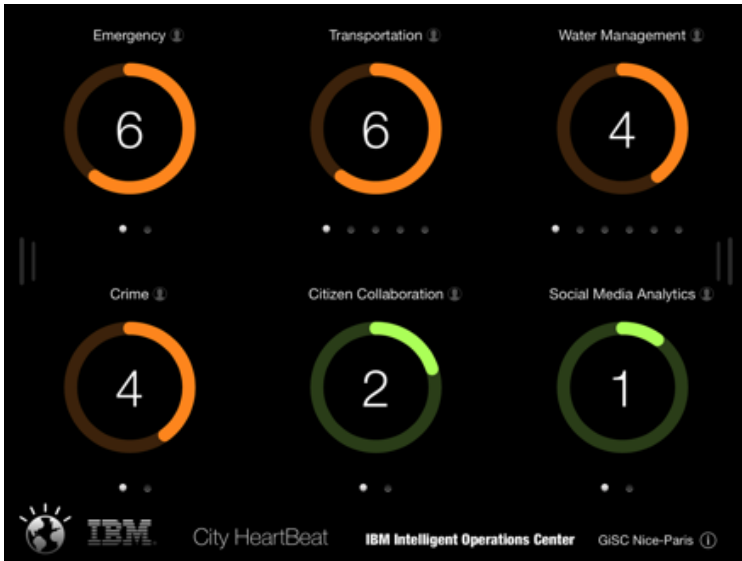 Emergency
Transportation
Water Management
6
6
4
Crime
Citizen Collaboration
Social Media Analytics
4
2
1
IBM. City HeartBeat IBM Intelligent Operations Center GiSC Nice-Paris i